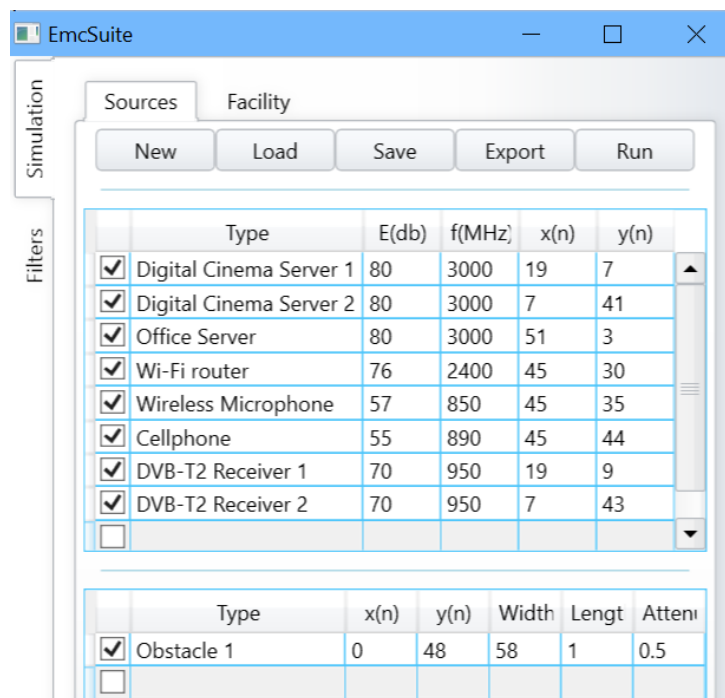 EmcSuite
Simulation
Filters
Sources Facility
New Load Save Export Run
Type E(db) f(MHz) x(n) y(n)
Digital Cinema Server 1 80 3000 19 7
Digital Cinema Server 2 80 3000 7 41
Office Server 80 3000 51 3
Wi-Fi router 76 2400 45 30
Wireless Microphone 57 850 45 35
Cellphone 55 890 45 44
DVB-T2 Receiver 1 70 950 19 9
DVB-T2 Receiver 2 70 950 7 43
Type x(n) y(n) Width Lengt Atten
Obstacle 1 0 48 58 1 0.5